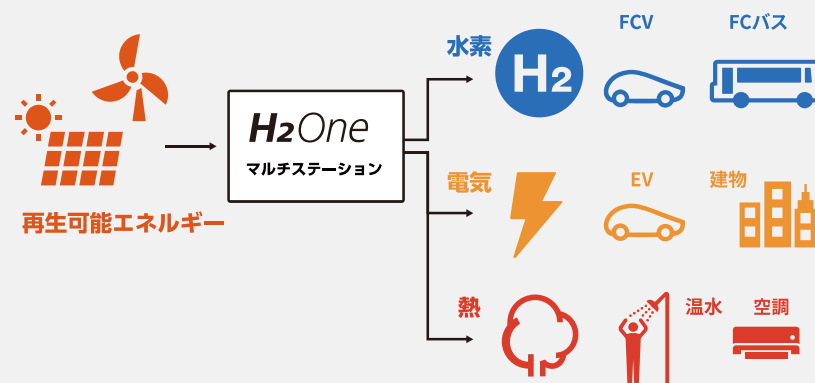 再生可能エネルギー
H2One
マルチステーション
水素
H2
FCV
FCバス
電気
EV
建物
熱
温水
空調